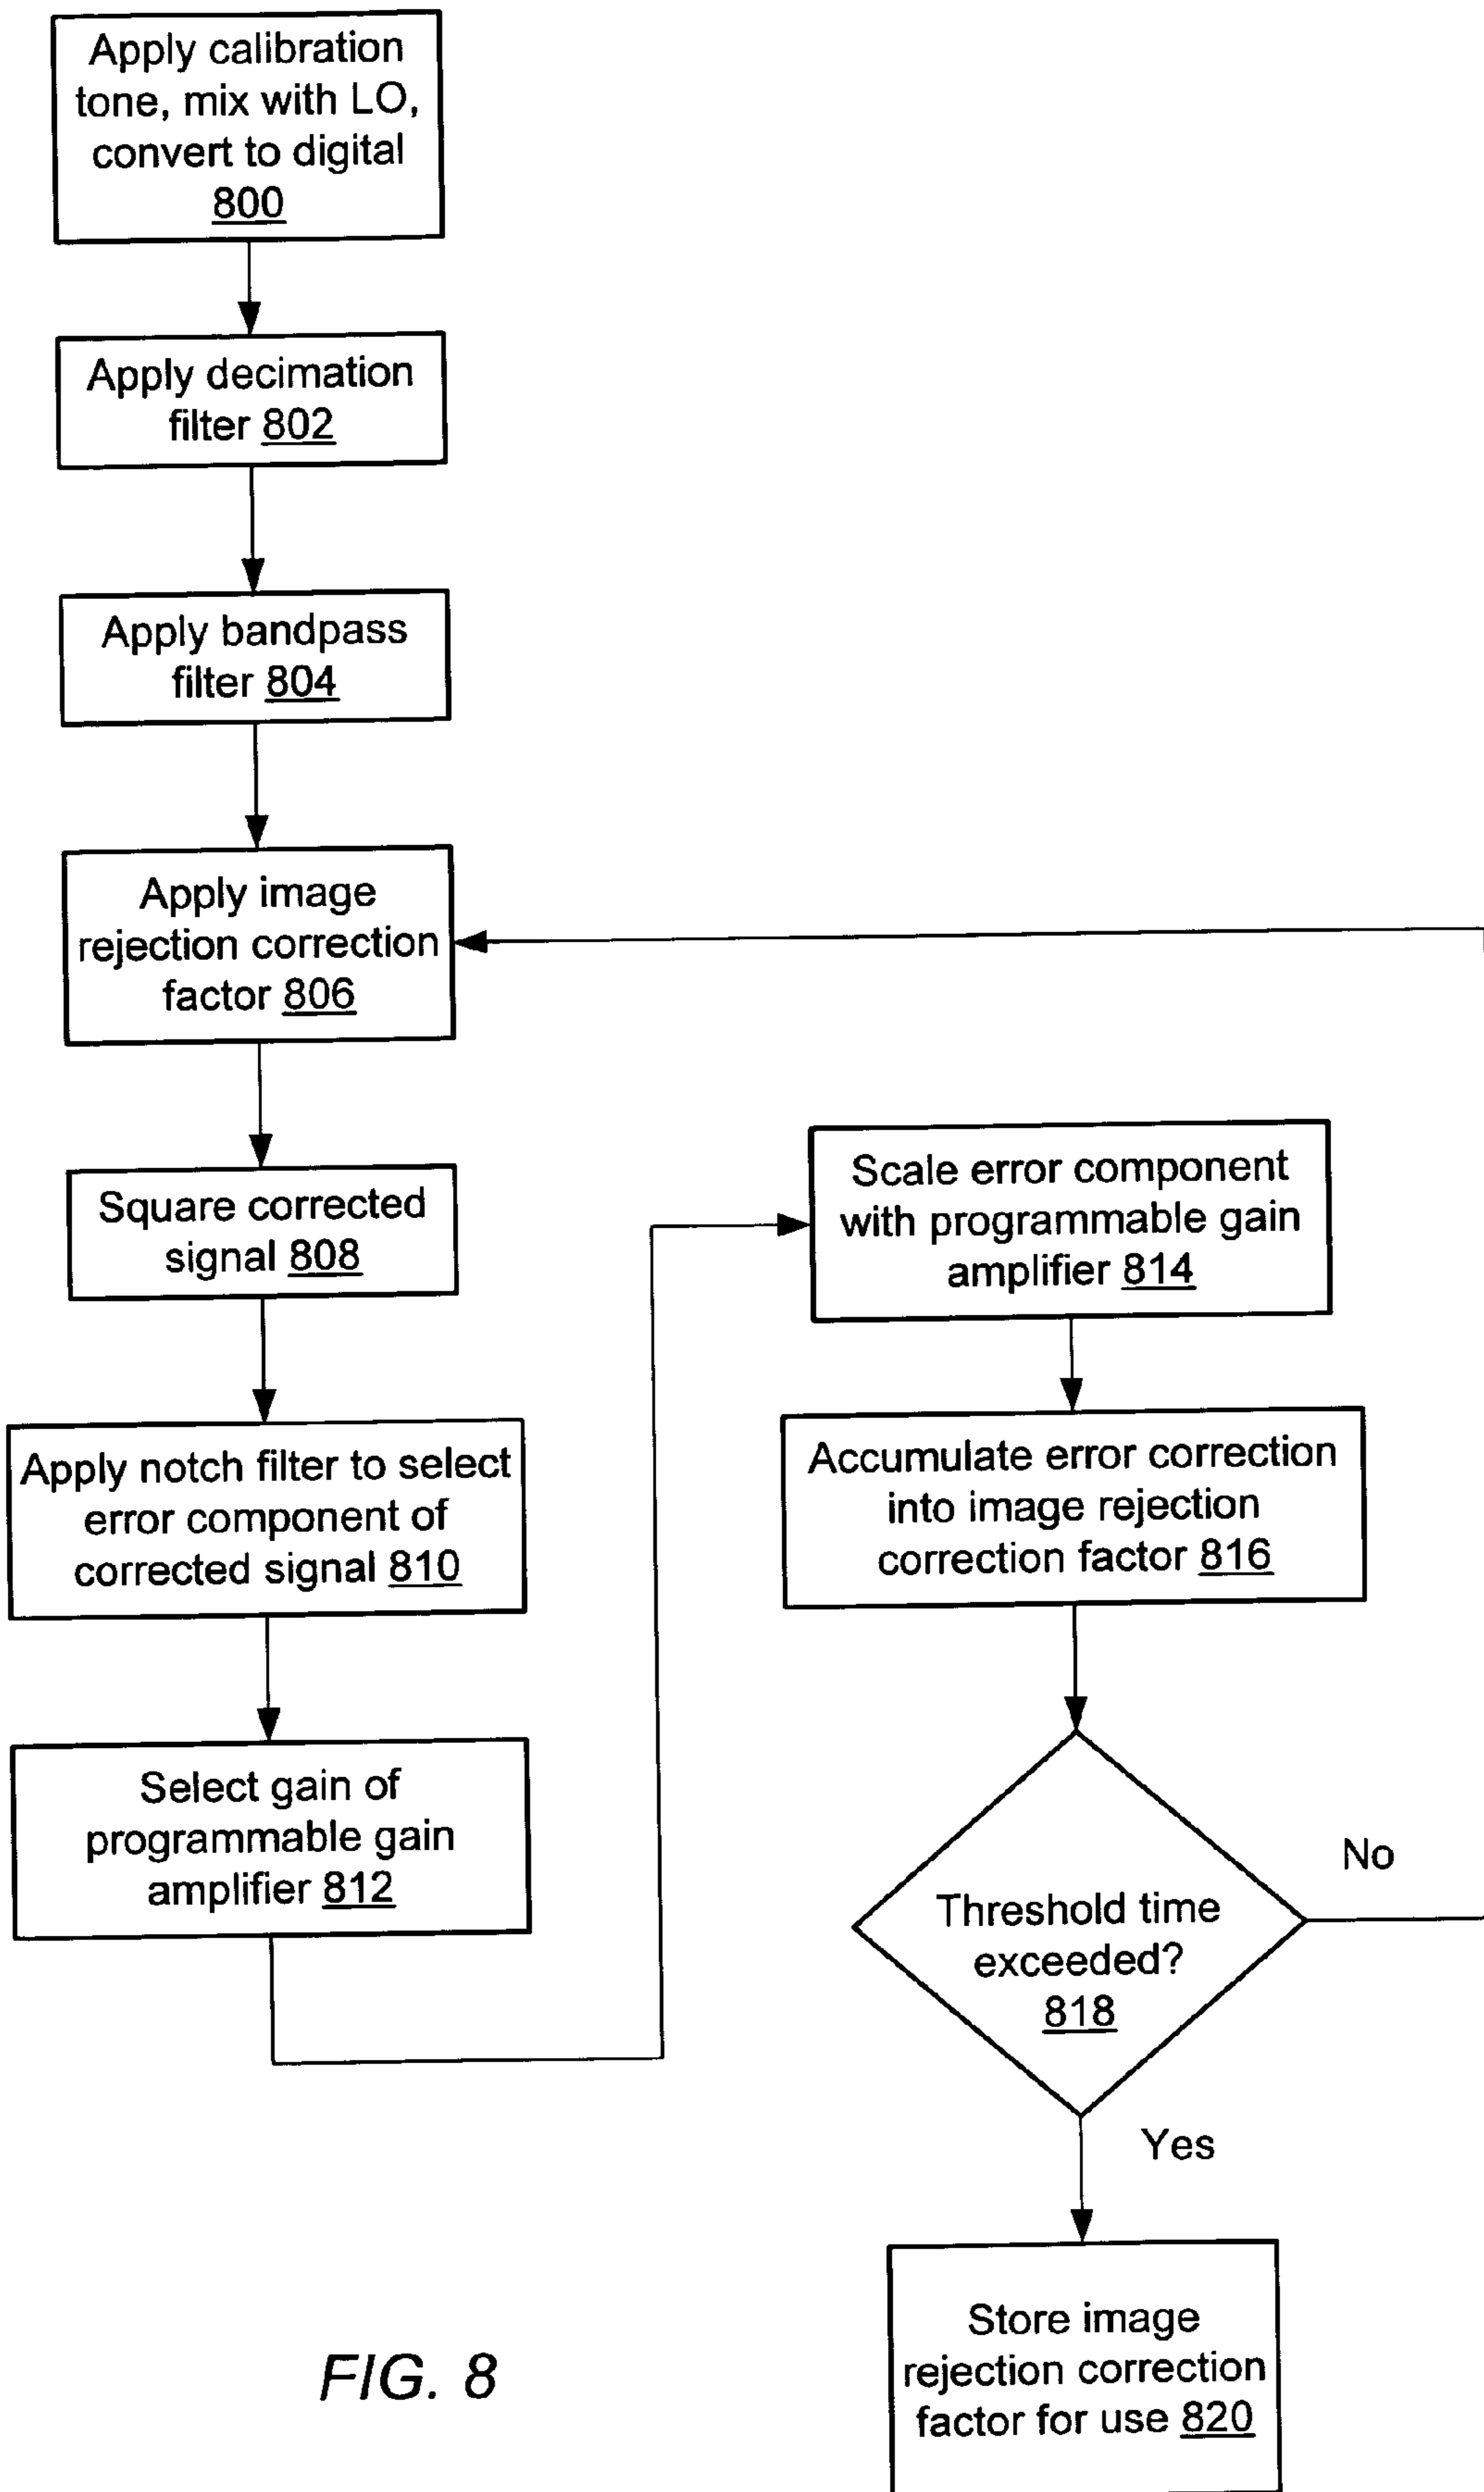 Apply calibration
tone, mix with LO,
convert to digital
800
Apply decimation
filter 802
Apply bandpass
filter 804
Apply image
rejection correction
factor 806
Square corrected
signal 808
Apply notch filter to select
error component of
corrected signal 810
Select gain of
programmable gain
amplifier 812
Scale error component
with programmable gain
amplifier 814
Accumulate error correction
into image rejection
correction factor 816
Threshold time
exceeded?
818
No
Yes
Store image
rejection correction
factor for use 820
FIG. 8